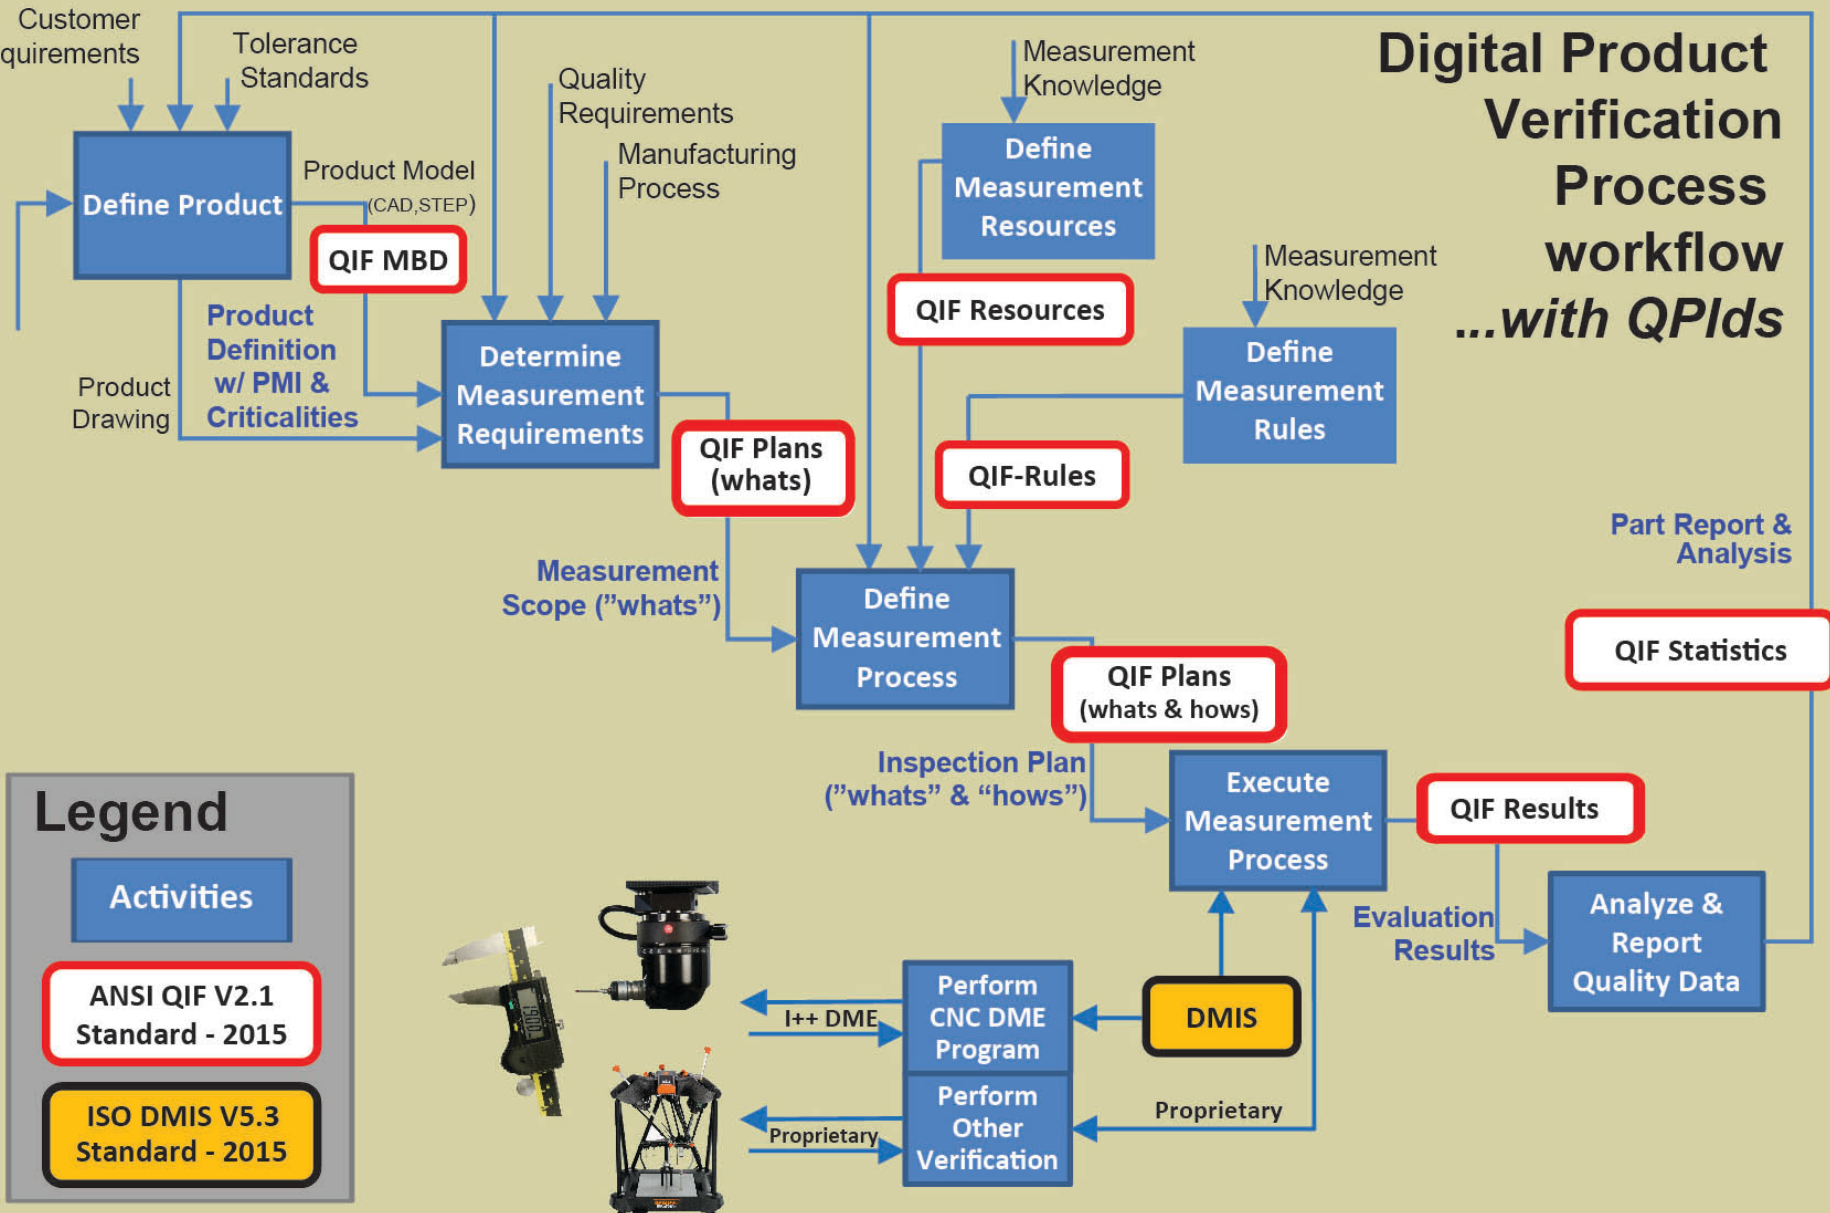 Customer
quirements
Tolerance
Standards
Quality
Requirements
Manufacturing
Process
Measurement
Knowledge
Digital Product
Verification
Process
workflow
...with QPIds
Define Product
Product Model
(CAD,STEP)
QIF MBD
Define
Measurement
Resources
QIF Resources
Measurement
Knowledge
Define
Measurement
Rules
Product
Definition
w/ PMI &
Criticalities
Product
Drawing
Determine
Measurement
Requirements
QIF Plans
(whats)
QIF-Rules
Measurement
Scope ("whats")
Define
Measurement
Process
Part Report &
Analysis
QIF Statistics
QIF Plans
(whats & hows)
Inspection Plan
("whats" & "hows")
Execute
Measurement
Process
QIF Results
Evaluation
Results
Analyze &
Report
Quality Data
Legend
Activities
ANSI QIF V2.1
Standard - 2015
ISO DMIS V5.3
Standard - 2015
I++ DME
Perform
CNC DME
Program
DMIS
Proprietary
Perform
Other
Verification
Proprietary